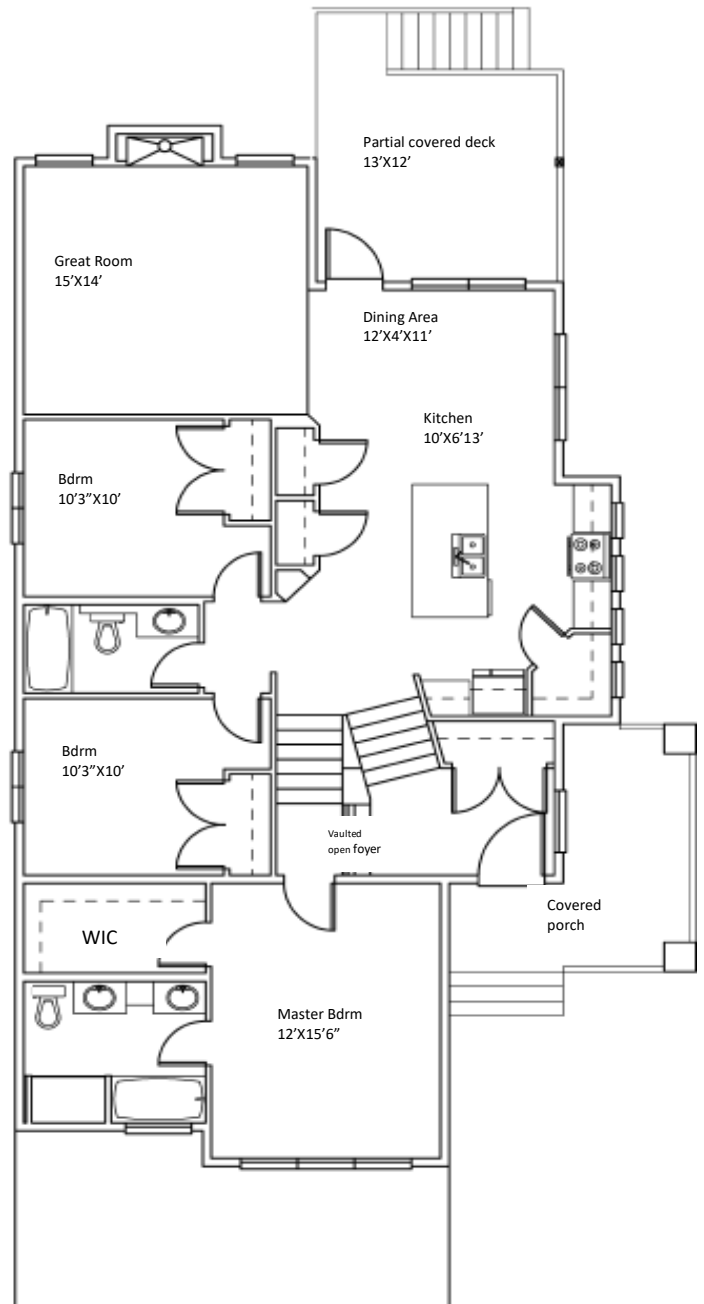 Partial covered deck
13'X12'
Great Room
15'X14'
Dining Area
12'X4'X11'
Kitchen
10'X6'13'
Bdrm
10'3”X10'
Bdrm
10'3”X10'
Vaulted
open foyer
Covered
porch
WIC
Master Bdrm
12'X15'6”